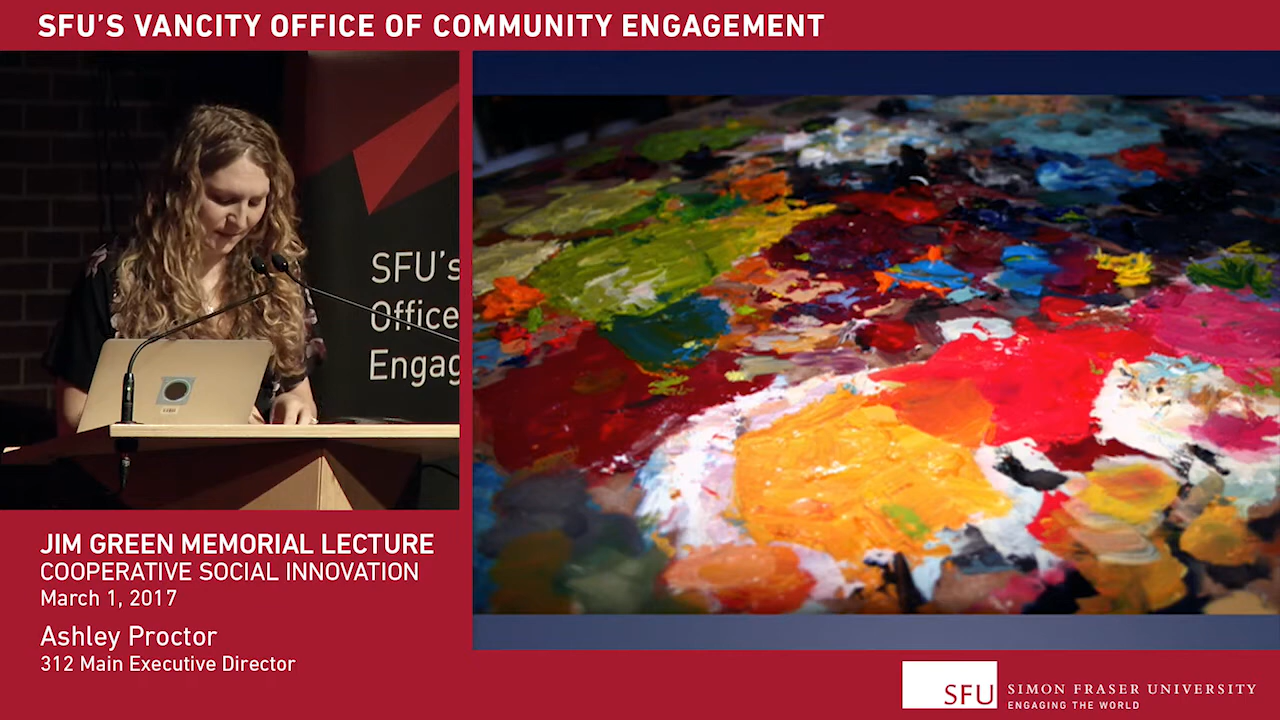 SFU'S VANCITY OFFICE OF COMMUNITY ENGAGEMENT
SFU's
Office
Engag
JIM GREEN MEMORIAL LECTURE
COOPERATIVE SOCIAL INNOVATION
March 1, 2017
Ashley Proctor
312 Main Executive Director
SFU
SIMON FRASER UNIVERSITY
ENGAGING THE WORLD